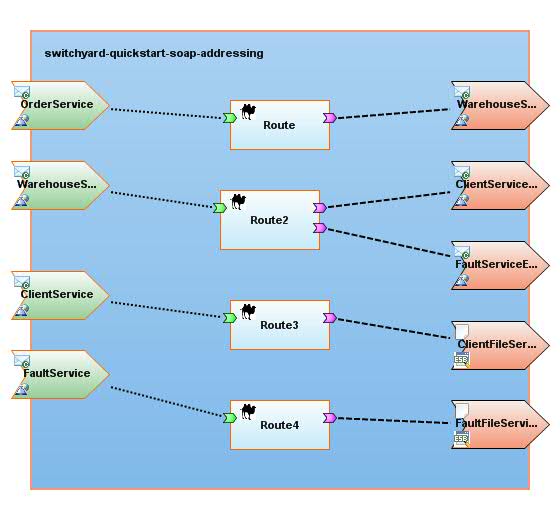 switchyard-quickstart-soap-addressing
OrderService
Route
WarehouseS...
WarehouseS...
Route2
ClientService...
FaultServiceE...
ClientService
Route3
ClientFileSer...
FaultService
Route4
FaultFileServi...
ESB
ESB